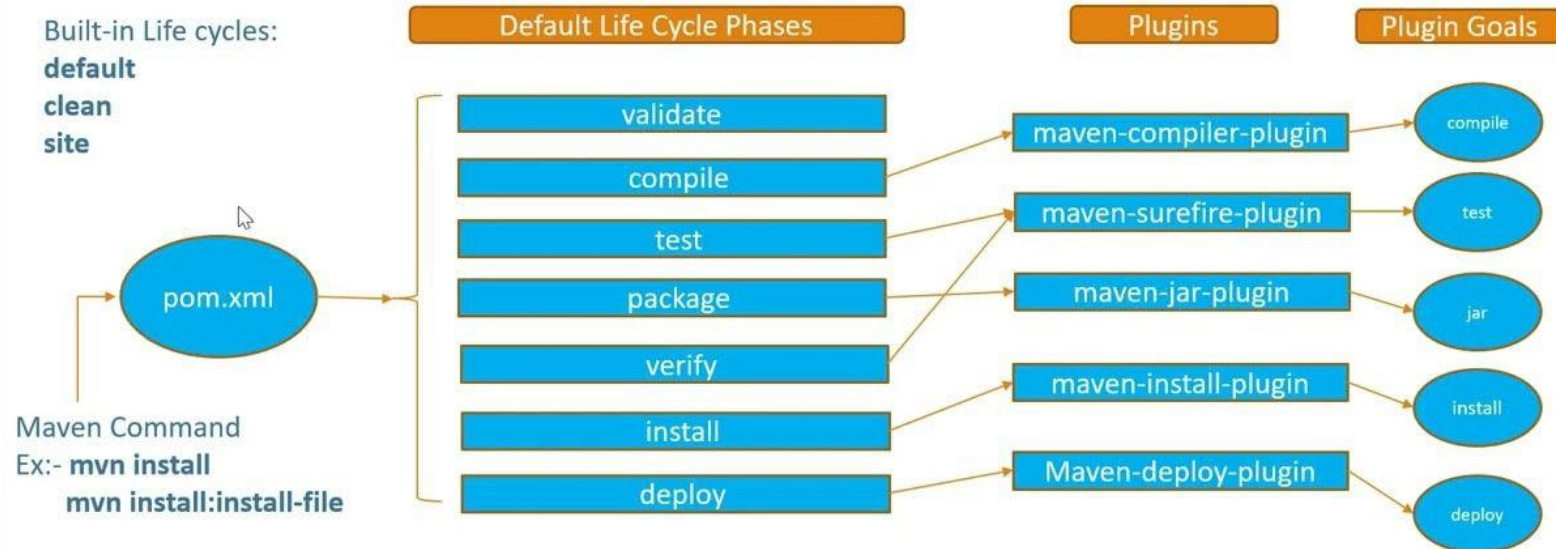 Built-in Life cycles:
default
clean
site
Default Life Cycle Phases
Plugins
Plugin Goals
validate
compile
test
package
verify
install
deploy
maven-compiler-plugin
maven-surefire-plugin
maven-jar-plugin
maven-install-plugin
Maven-deploy-plugin
compile
test
jar
install
deploy
pom.xml
Maven Command
Ex:- mvn install
mvn install:install-file